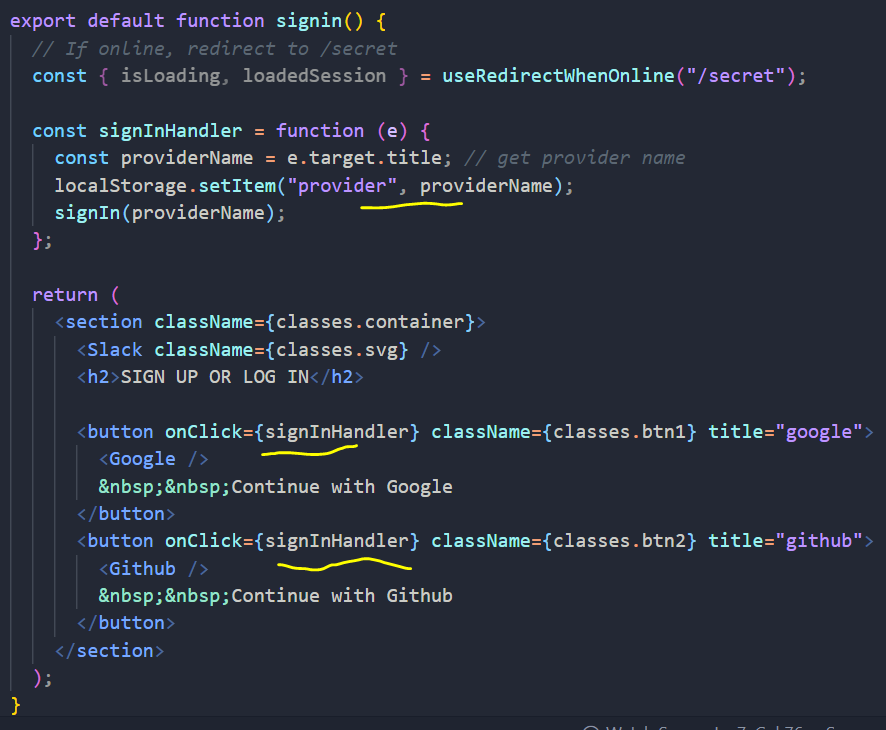 export default function signin() {
// If online, redirect to /secret
const { isLoading, loadedSession } = useRedirectWhenOnline("/secret");
const signInHandler = function (e) {
const providerName = e.target.title; // get provider name
localStorage.setItem("provider", providerName);
signIn(providerName);
};
return (
<section className={classes.container}>
<Slack className={classes.svg} />
<h2>SIGN UP OR LOG IN</h2>
<button onClick={signInHandler} className={classes.btn1} title="google">
<Google />
&nbsp;&nbsp;Continue with Google
</button>
<button onClick={signInHandler} className={classes.btn2} title="github">
<Github />
&nbsp;&nbsp;Continue with Github
</button>
</section>
);
}